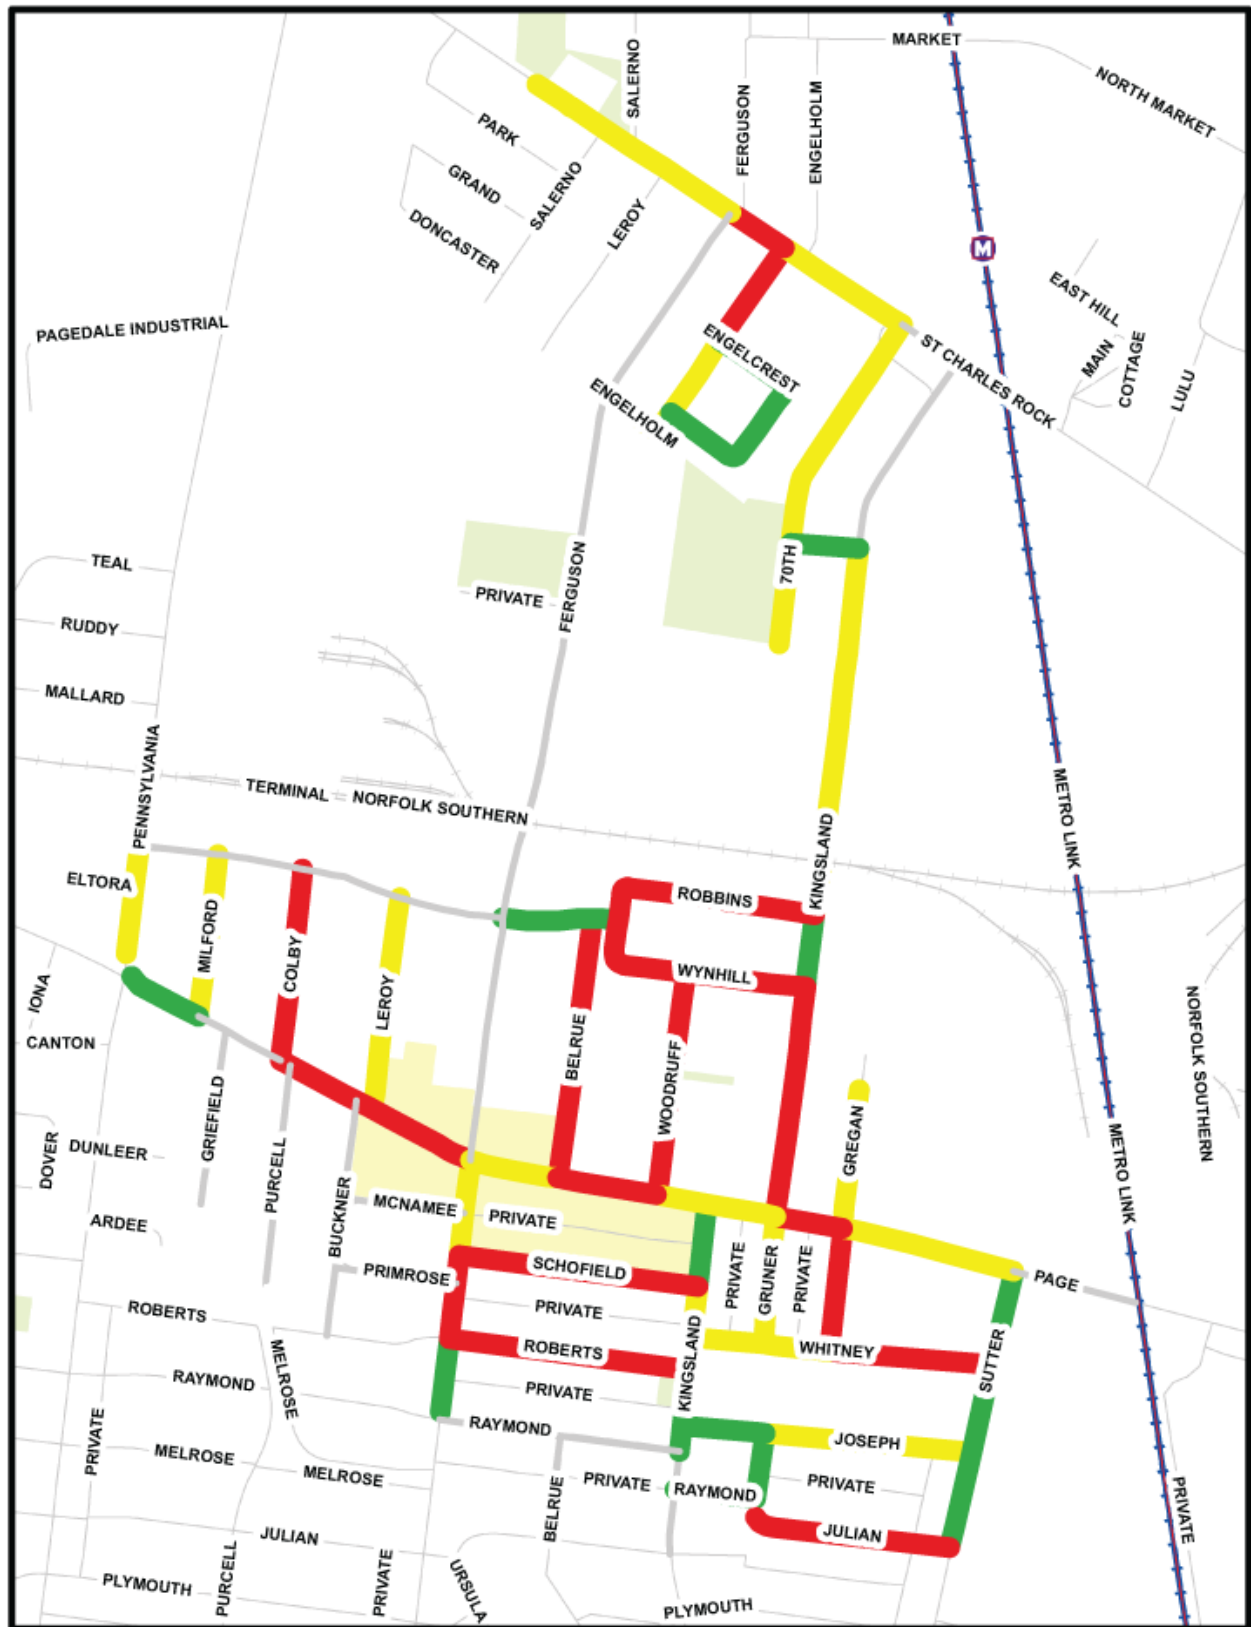 MARKET
NORTH MARKET
SALERNO
FERGUSON
ENGELHOLM
PARK
GRAND
SALERNO
DONCASTER
LEROY
M
EAST HILL
MAIN
COTTAGE
LULU
PAGEDALE INDUSTRIAL
ENGELCREST
ST CHARLES ROCK
ENGELHOLM
TEAL
70TH
FERGUSON
PRIVATE
RUDDY
MALLARD
PENNSYLVANIA
TERMINAL
NORFOLK SOUTHERN
METRO LINK
KINGSLAND
ELTORA
ROBBINS
MILFORD
COLBY
LEROY
WYNHILL
IONA
CANTON
BELRUE
WOODRUFF
NORFOLK SOUTHERN
GRIEFIELD
GREGAN
METRO LINK
DOVER
DUNLEER
PURCELL
BUCKNER
MCNAMEE
PRIVATE
ARDEE
PRIVATE
GRUNER
PRIVATE
PRIMROSE
SCHOFIELD
PAGE
ROBERTS
PRIVATE
KINGSLAND
ROBERTS
WHITNEY
SUTTER
MELROSE
RAYMOND
PRIVATE
RAYMOND
JOSEPH
PRIVATE
MELROSE
MELROSE
PRIVATE
RAYMOND
PRIVATE
BELRUE
PRIVATE
JULIAN
JULIAN
PURCELL
PRIVATE
URSULA
PLYMOUTH
PLYMOUTH